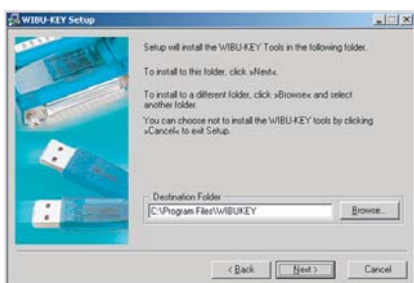 WIBU-KEY Setup
Setup will install the WIBU-KEY Tools in the following folder.
To install to this folder, click »Next«.
To install to a different folder, click »Browse« and select
another folder.
You can choose not to install the WIBU-KEY tools by clicking
»Cancel« to exit Setup.
Destination Folder
C:\Program Files\WIBUKEY
Browse...
< Back
Next >
Cancel